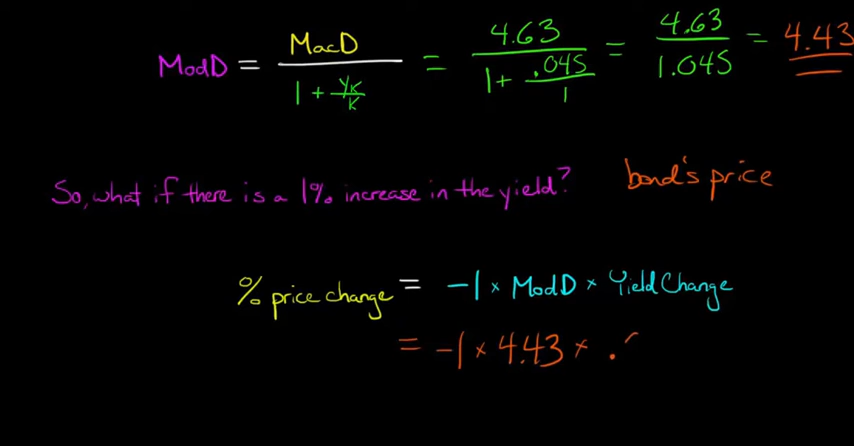 ModD = MacD / 1 + yk/k = 4.63 / 1 + .045/1 = 4.63 / 1.045 = 4.43
So, what if there is a 1% increase in the yield? bond's price
% price change = -1 × ModD × Yield Change
= -1 × 4.43 × .